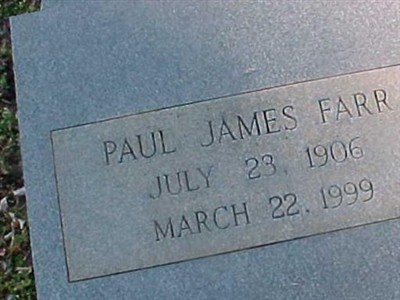 PAUL JAMES FARR
JULY 23, 1906
MARCH 22, 1999